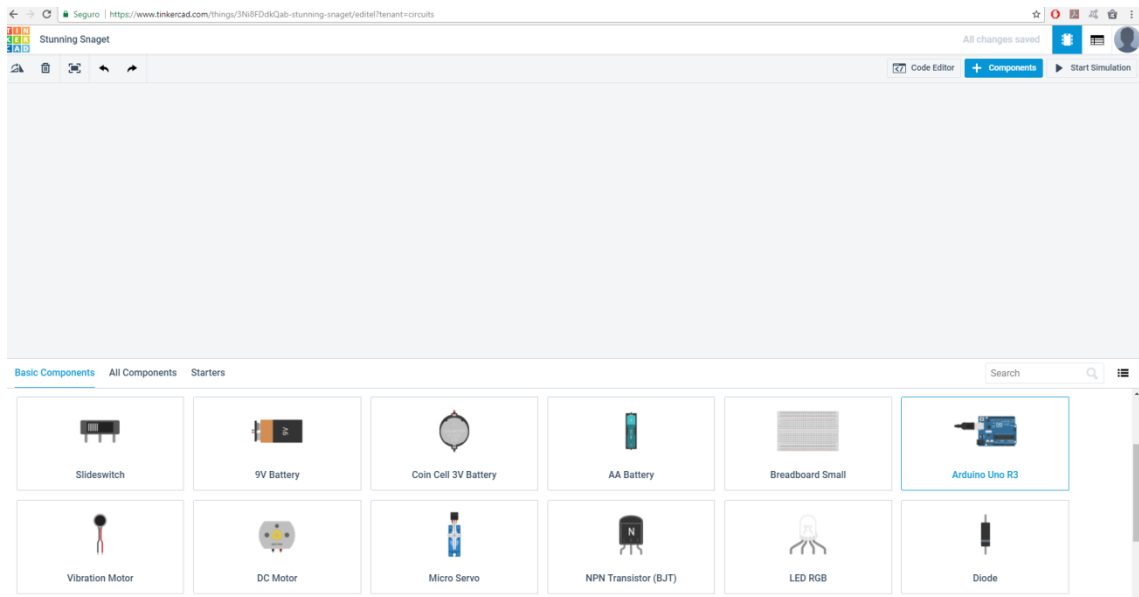 Seguro | https://www.tinkercad.com/things/3Ni8FDdkQab-stunning-snaget/editel?tenant=circuits
TIN
KER
CAD
Stunning Snaget
All changes saved
Code Editor
+ Components
Start Simulation
Basic Components All Components Starters
Search
Slideswitch
9V
9V Battery
Coin Cell 3V Battery
AA Battery
Breadboard Small
Arduino Uno R3
Vibration Motor
DC Motor
Micro Servo
N
NPN Transistor (BJT)
LED RGB
Diode